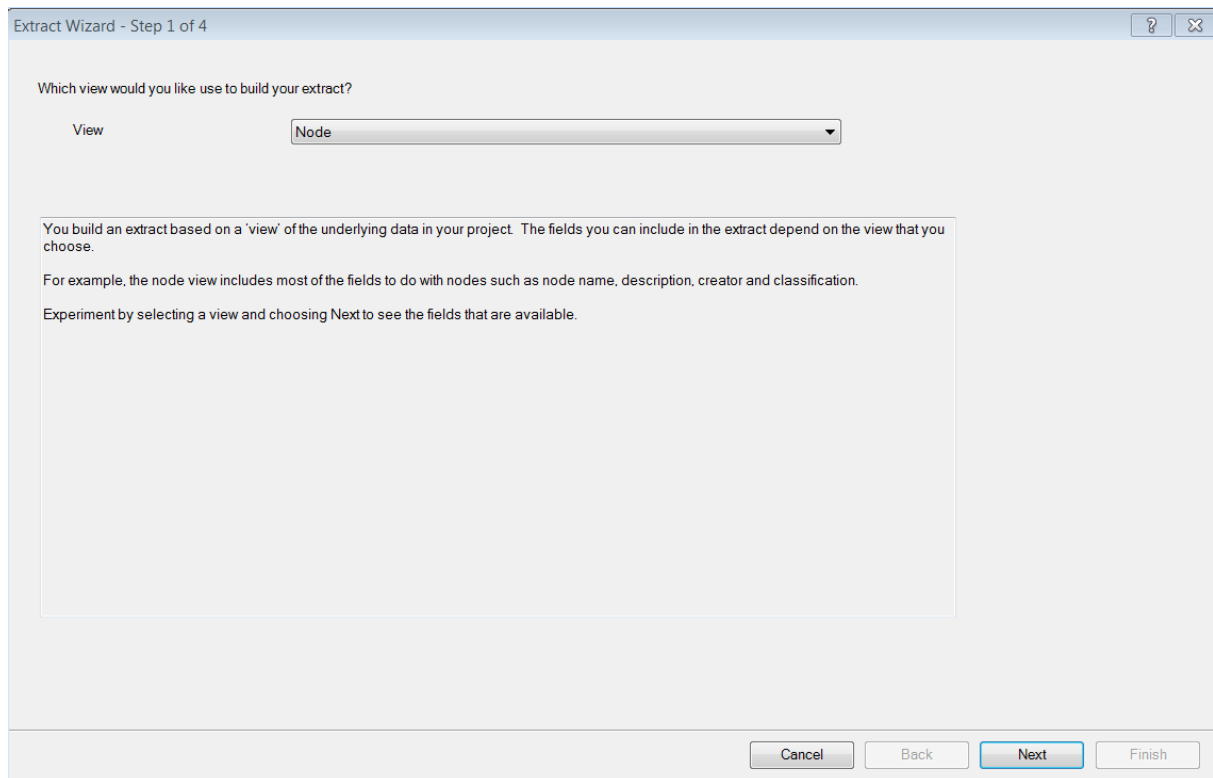 Extract Wizard - Step 1 of 4
Which view would you like use to build your extract?
View
Node
You build an extract based on a 'view' of the underlying data in your project. The fields you can include in the extract depend on the view that you
choose.
For example, the node view includes most of the fields to do with nodes such as node name, description, creator and classification.
Experiment by selecting a view and choosing Next to see the fields that are available.
Cancel
Back
Next
Finish